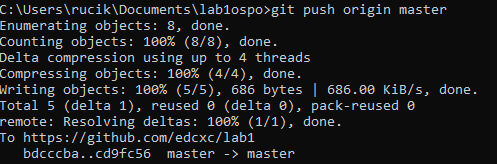 C:\Users\rucik\Documents\lab1ospo>git push origin master
Enumerating objects: 8, done.
Counting objects: 100% (8/8), done.
Delta compression using up to 4 threads
Compressing objects: 100% (4/4), done.
Writing objects: 100% (5/5), 686 bytes | 686.00 KiB/s, done.
Total 5 (delta 1), reused 0 (delta 0), pack-reused 0
remote: Resolving deltas: 100% (1/1), done.
To https://github.com/edcxc/lab1
bdcccba..cd9fc56  master -> master